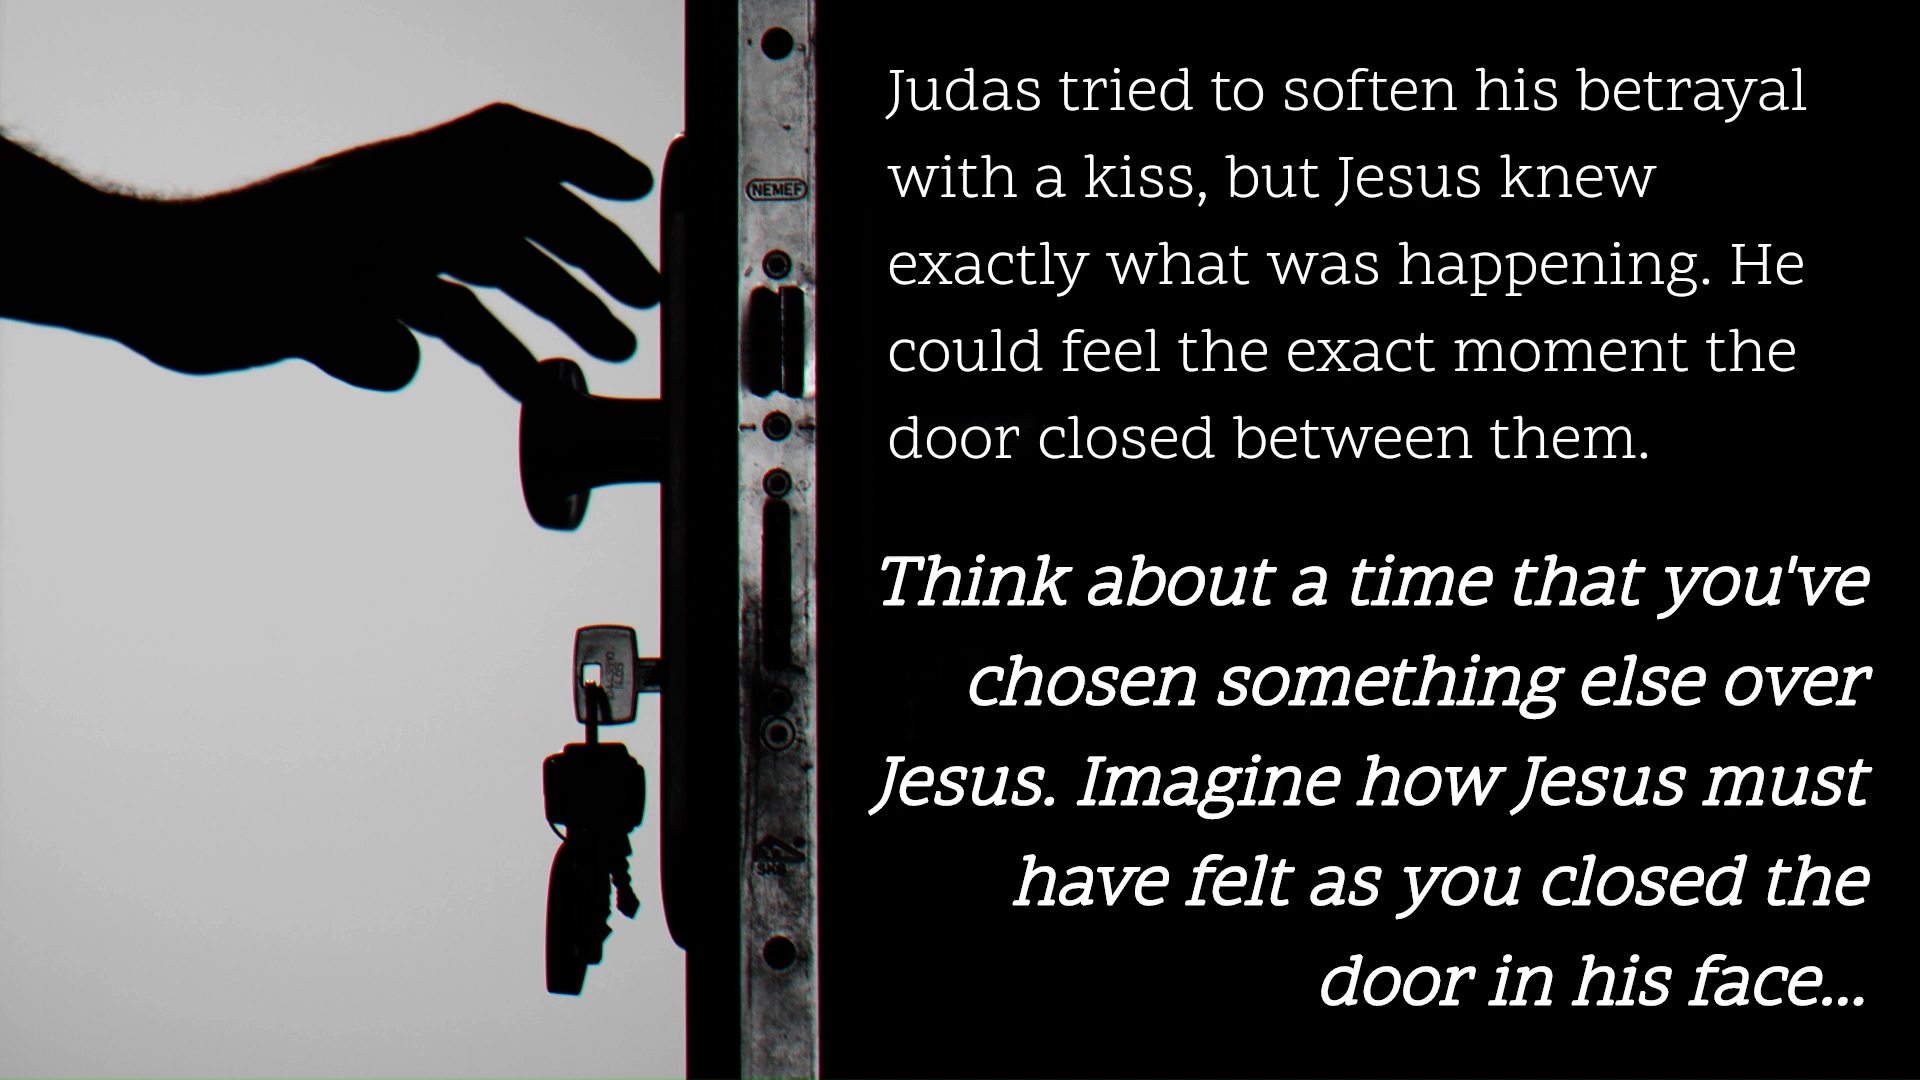 Judas tried to soften his betrayal
with a kiss, but Jesus knew
exactly what was happening. He
could feel the exact moment the
door closed between them.
Think about a time that you've
chosen something else over
Jesus. Imagine how Jesus must
have felt as you closed the
door in his face...
NEMEF